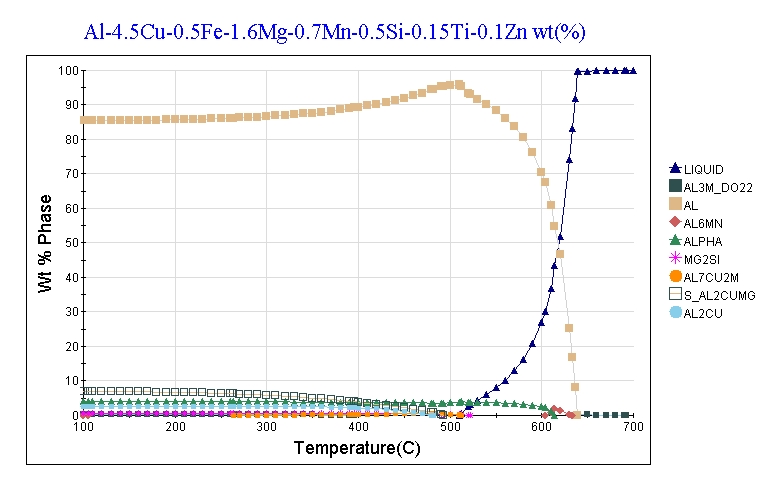 Al-4.5Cu-0.5Fe-1.6Mg-0.7Mn-0.5Si-0.15Ti-0.1Zn wt(%)
100
90
80
70
60
50
40
30
20
10
0
Wt % Phase
100 200 300 400 500 600 700
Temperature(C)
LIQUID
AL3M_DO22
AL
AL6MN
ALPHA
MG2SI
AL7CU2M
S_AL2CUMG
AL2CU